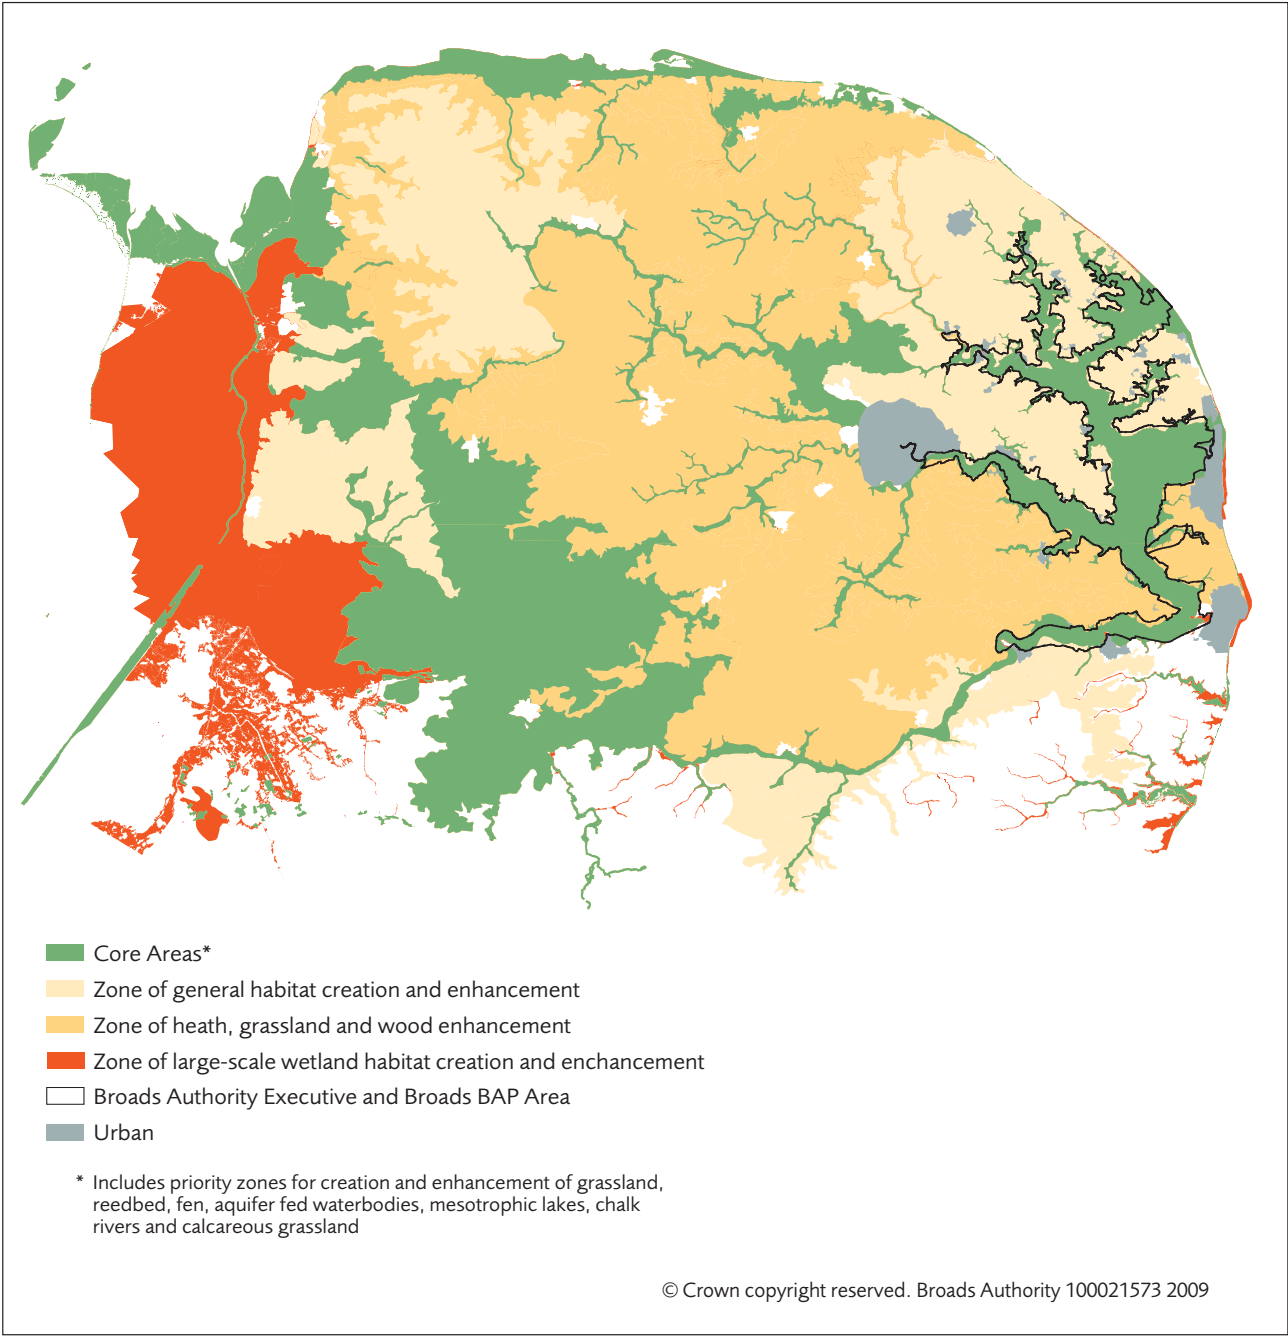 Core Areas*
Zone of general habitat creation and enhancement
Zone of heath, grassland and wood enhancement
Zone of large-scale wetland habitat creation and enchancement
Broads Authority Executive and Broads BAP Area
Urban
* Includes priority zones for creation and enhancement of grassland,
reedbed, fen, aquifer fed waterbodies, mesotrophic lakes, chalk
rivers and calcareous grassland
© Crown copyright reserved. Broads Authority 100021573 2009